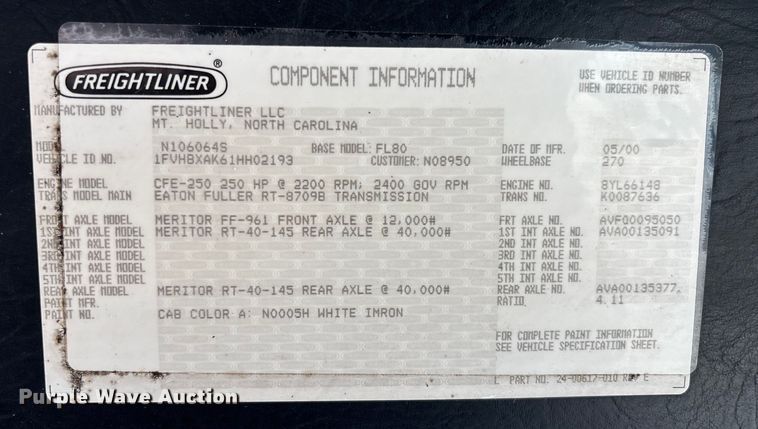 FREIGHTLINER ®
COMPONENT INFORMATION
USE VEHICLE ID NUMBER
WHEN ORDERING PARTS.
MANUFACTURED BY FREIGHTLINER LLC
MT. HOLLY, NORTH CAROLINA
MODEL N106064S BASE MODEL: FL80 DATE OF MFR. 05/00
VEHICLE ID NO. 1FVHBXAK61HH02193 CUSTOMER: N08950 WHEELBASE 270
ENGINE MODEL CFE-250 250 HP @ 2200 RPM; 2400 GOV RPM ENGINE NO. 8YL66148
TRANS MODEL MAIN EATON FULLER RT-8709B TRANSMISSION TRANS NO. K0087636
FRONT AXLE MODEL MERITOR FF-961 FRONT AXLE @ 12,000# FRT AXLE NO. AVF00095050
1ST INT AXLE MODEL MERITOR RT-40-145 REAR AXLE @ 40,000# 1ST INT AXLE NO. AVA00135091
2ND INT AXLE MODEL 2ND INT AXLE NO.
3RD INT AXLE MODEL 3RD INT AXLE NO.
4TH INT AXLE MODEL 4TH INT AXLE NO.
5TH INT AXLE MODEL 5TH INT AXLE NO.
REAR AXLE MODEL MERITOR RT-40-145 REAR AXLE @ 40,000# REAR AXLE NO. AVA00135377,
PAINT MFR. RATIO 4.11
PAINT NO. CAB COLOR A: N0005H WHITE IMRON
FOR COMPLETE PAINT INFORMATION
SEE VEHICLE SPECIFICATION SHEET.
PART NO. 24-00617-010 REV E
Purple Wave Auction